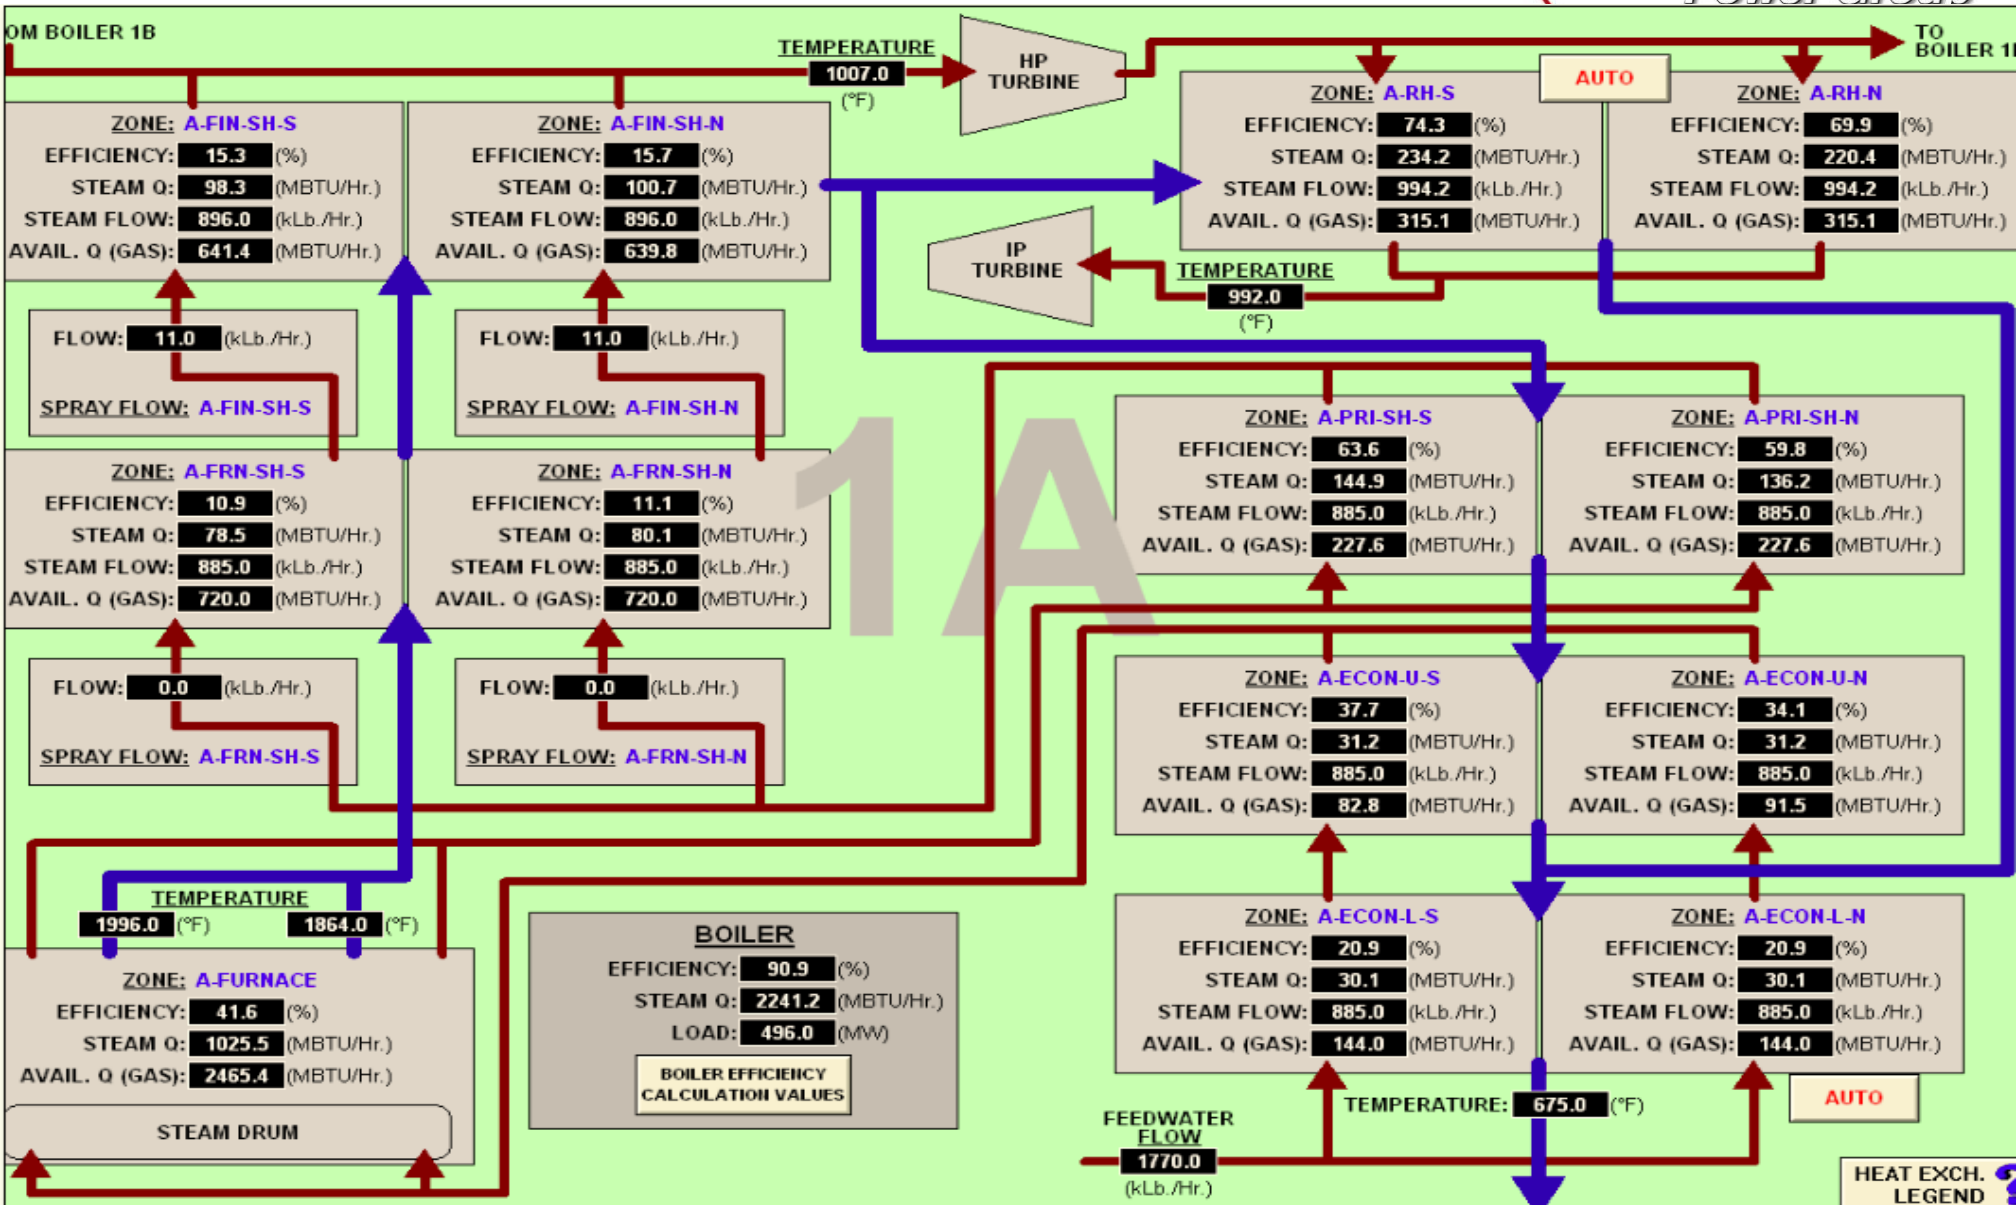 OM BOILER 1B
TEMPERATURE
1007.0
(°F)
HP
TURBINE
TO
BOILER 1
AUTO
ZONE: A-FIN-SH-S
EFFICIENCY: 15.3 (%)
STEAM Q: 98.3 (MBTU/Hr.)
STEAM FLOW: 896.0 (kLb./Hr.)
AVAIL. Q (GAS): 641.4 (MBTU/Hr.)
ZONE: A-FIN-SH-N
EFFICIENCY: 15.7 (%)
STEAM Q: 100.7 (MBTU/Hr.)
STEAM FLOW: 896.0 (kLb./Hr.)
AVAIL. Q (GAS): 639.8 (MBTU/Hr.)
ZONE: A-RH-S
EFFICIENCY: 74.3 (%)
STEAM Q: 234.2 (MBTU/Hr.)
STEAM FLOW: 994.2 (kLb./Hr.)
AVAIL. Q (GAS): 315.1 (MBTU/Hr.)
ZONE: A-RH-N
EFFICIENCY: 69.9 (%)
STEAM Q: 220.4 (MBTU/Hr.)
STEAM FLOW: 994.2 (kLb./Hr.)
AVAIL. Q (GAS): 315.1 (MBTU/Hr.)
IP
TURBINE
TEMPERATURE
992.0
(°F)
FLOW: 11.0 (kLb./Hr.)
SPRAY FLOW: A-FIN-SH-S
FLOW: 11.0 (kLb./Hr.)
SPRAY FLOW: A-FIN-SH-N
1A
ZONE: A-FRN-SH-S
EFFICIENCY: 10.9 (%)
STEAM Q: 78.5 (MBTU/Hr.)
STEAM FLOW: 885.0 (kLb./Hr.)
AVAIL. Q (GAS): 720.0 (MBTU/Hr.)
ZONE: A-FRN-SH-N
EFFICIENCY: 11.1 (%)
STEAM Q: 80.1 (MBTU/Hr.)
STEAM FLOW: 885.0 (kLb./Hr.)
AVAIL. Q (GAS): 720.0 (MBTU/Hr.)
ZONE: A-PRI-SH-S
EFFICIENCY: 63.6 (%)
STEAM Q: 144.9 (MBTU/Hr.)
STEAM FLOW: 885.0 (kLb./Hr.)
AVAIL. Q (GAS): 227.6 (MBTU/Hr.)
ZONE: A-PRI-SH-N
EFFICIENCY: 59.8 (%)
STEAM Q: 136.2 (MBTU/Hr.)
STEAM FLOW: 885.0 (kLb./Hr.)
AVAIL. Q (GAS): 227.6 (MBTU/Hr.)
FLOW: 0.0 (kLb./Hr.)
SPRAY FLOW: A-FRN-SH-S
FLOW: 0.0 (kLb./Hr.)
SPRAY FLOW: A-FRN-SH-N
ZONE: A-ECON-U-S
EFFICIENCY: 37.7 (%)
STEAM Q: 31.2 (MBTU/Hr.)
STEAM FLOW: 885.0 (kLb./Hr.)
AVAIL. Q (GAS): 82.8 (MBTU/Hr.)
ZONE: A-ECON-U-N
EFFICIENCY: 34.1 (%)
STEAM Q: 31.2 (MBTU/Hr.)
STEAM FLOW: 885.0 (kLb./Hr.)
AVAIL. Q (GAS): 91.5 (MBTU/Hr.)
TEMPERATURE
1996.0 (°F) 1864.0 (°F)
ZONE: A-FURNACE
EFFICIENCY: 41.6 (%)
STEAM Q: 1025.5 (MBTU/Hr.)
AVAIL. Q (GAS): 2465.4 (MBTU/Hr.)
STEAM DRUM
BOILER
EFFICIENCY: 90.9 (%)
STEAM Q: 2241.2 (MBTU/Hr.)
LOAD: 496.0 (MW)
BOILER EFFICIENCY
CALCULATION VALUES
ZONE: A-ECON-L-S
EFFICIENCY: 20.9 (%)
STEAM Q: 30.1 (MBTU/Hr.)
STEAM FLOW: 885.0 (kLb./Hr.)
AVAIL. Q (GAS): 144.0 (MBTU/Hr.)
ZONE: A-ECON-L-N
EFFICIENCY: 20.9 (%)
STEAM Q: 30.1 (MBTU/Hr.)
STEAM FLOW: 885.0 (kLb./Hr.)
AVAIL. Q (GAS): 144.0 (MBTU/Hr.)
TEMPERATURE: 675.0 (°F)
AUTO
FEEDWATER
FLOW
1770.0
(kLb./Hr.)
HEAT EXCH.
LEGEND ?